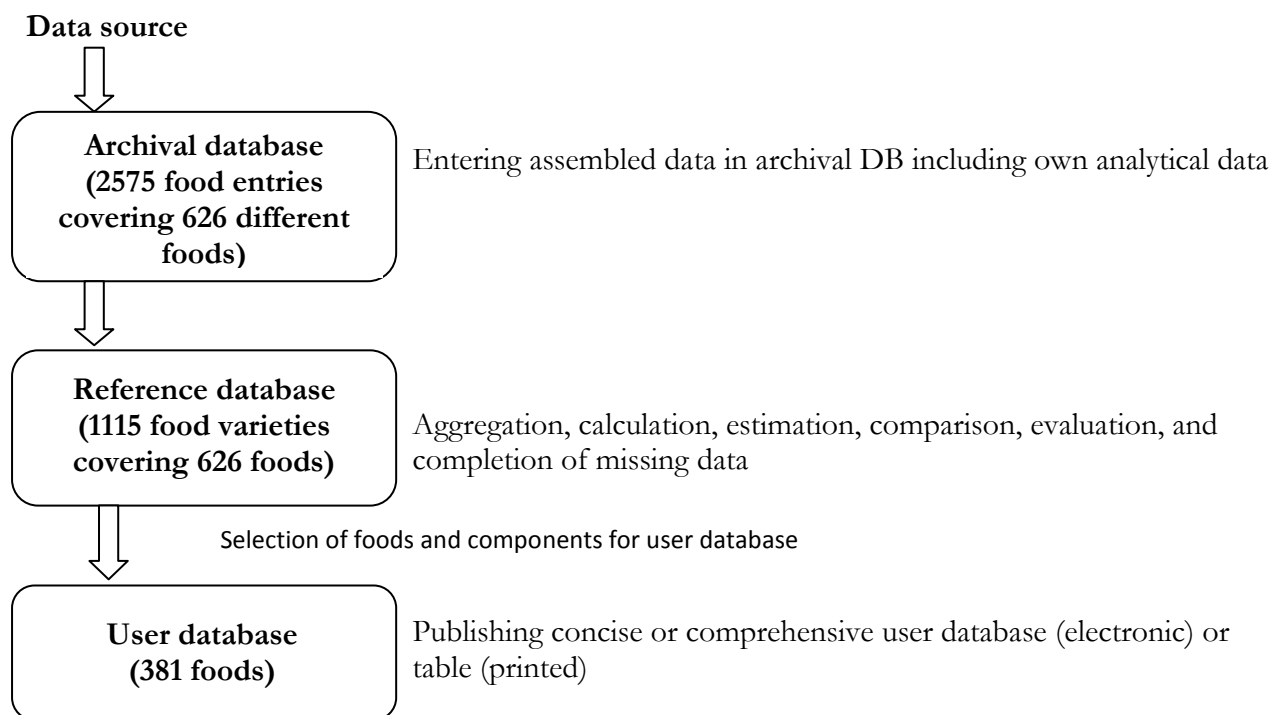 Data source
Archival database
(2575 food entries
covering 626 different
foods)
Entering assembled data in archival DB including own analytical data
Reference database
(1115 food varieties
covering 626 foods)
Aggregation, calculation, estimation, comparison, evaluation, and
completion of missing data
Selection of foods and components for user database
User database
(381 foods)
Publishing concise or comprehensive user database (electronic) or
table (printed)